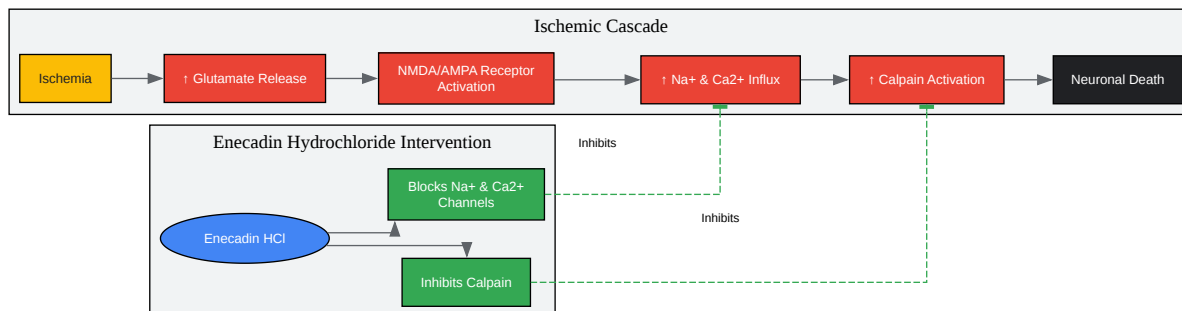 Ischemic Cascade
Ischemia
↑ Glutamate Release
NMDA/AMPA Receptor
Activation
↑ Na+ & Ca2+ Influx
↑ Calpain Activation
Neuronal Death
Enecadin Hydrochloride Intervention
Inhibits
Blocks Na+ & Ca2+
Channels
Inhibits
Enecadin HCl
Inhibits Calpain